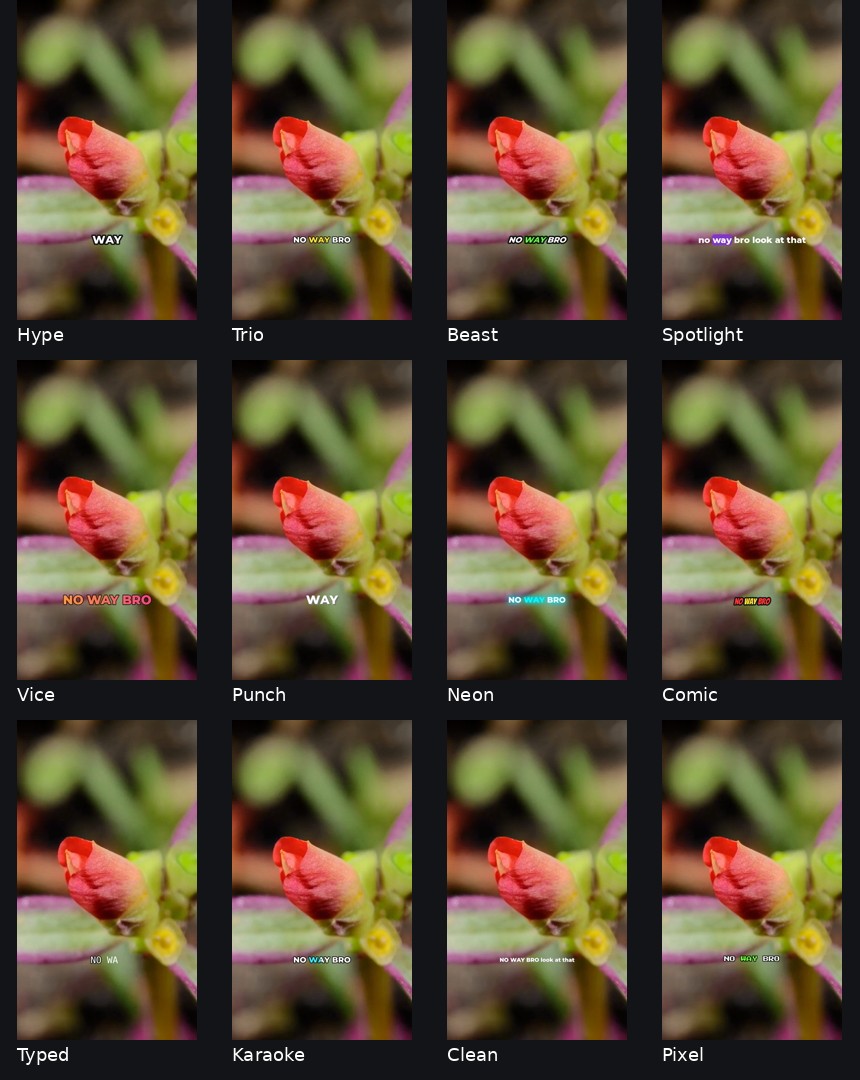 WAY
NO WAY BRO
NO WAY BRO
no way bro look at that
Hype
Trio
Beast
Spotlight
NO WAY BRO
WAY
NO WAY BRO
NO WAY BRO
Vice
Punch
Neon
Comic
NO WA
NO WAY BRO
NO WAY BRO look at that
NO WAY BRO
Typed
Karaoke
Clean
Pixel